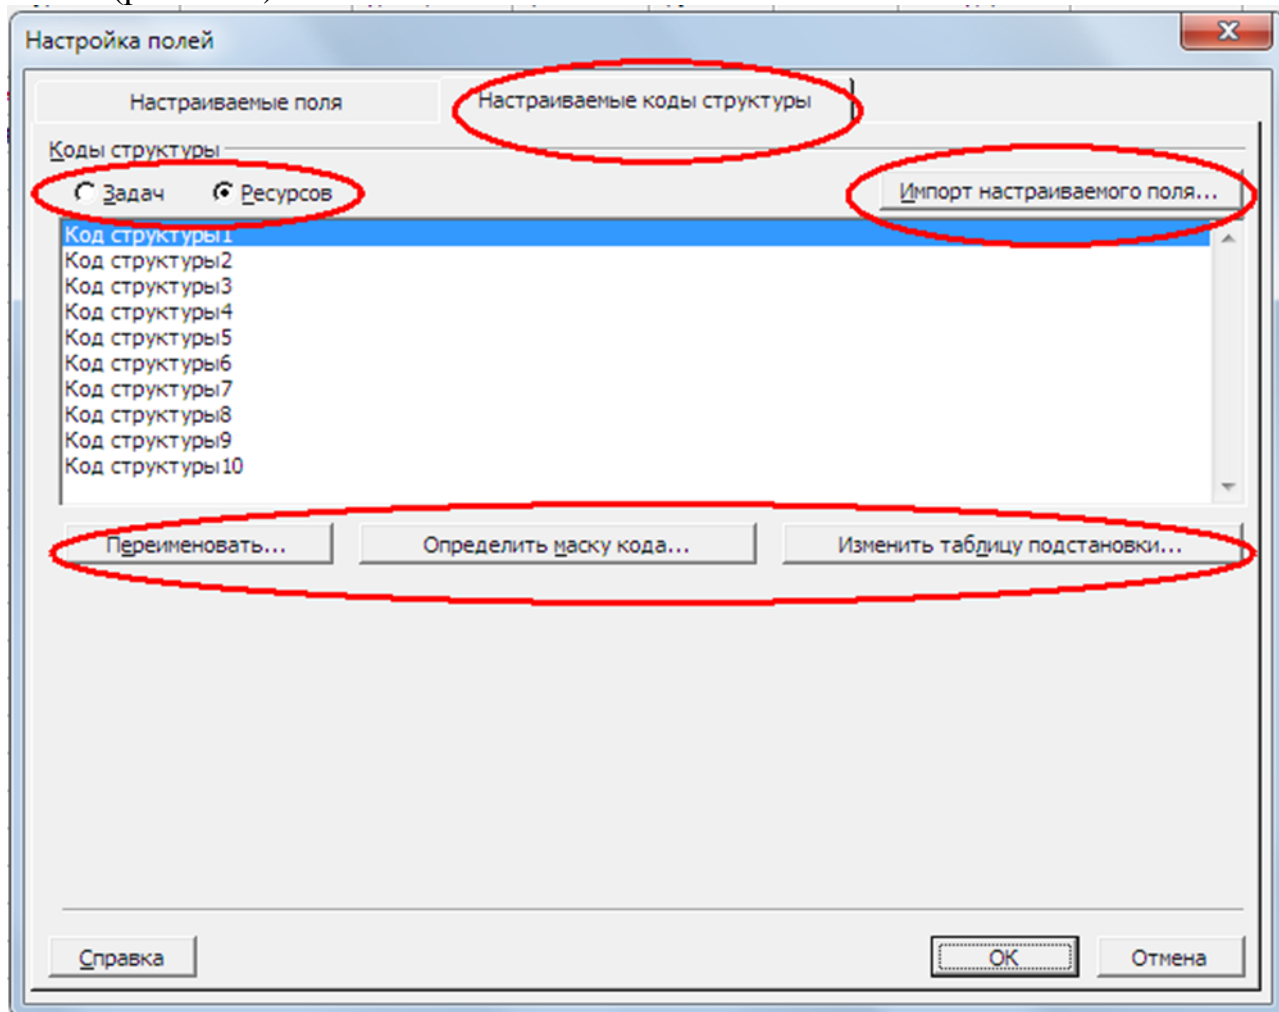 Настройка полей
Настраиваемые поля
Настраиваемые коды структуры
Коды структуры
Задач
Ресурсов
Импорт настраиваемого поля...
Код структуры1
Код структуры2
Код структуры3
Код структуры4
Код структуры5
Код структуры6
Код структуры7
Код структуры8
Код структуры9
Код структуры10
Переименовать...
Определить маску кода...
Изменить таблицу подстановки...
Справка
ОК
Отмена